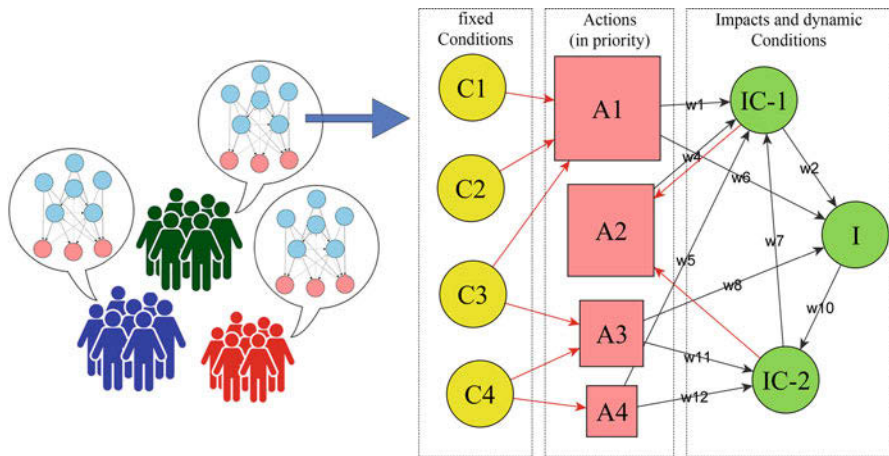 fixed
Conditions
Actions
(in priority)
Impacts and dynamic
Conditions
C1
A1
w1
IC-1
w4
w2
C2
w6
A2
I
w7
w5
C3
w8
w10
A3
w11
IC-2
C4
A4
w12